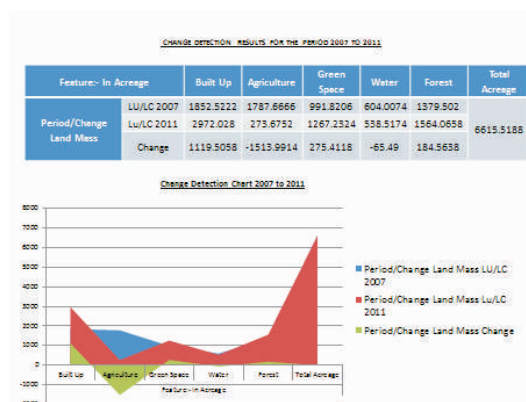 CHANGE DETECTION RESULTS FOR THE PERIOD 2007 TO 2011
Feature:- In Acreage Built Up Agriculture Green Space Water Forest Total Acreage
Period/Change Land Mass
LU/LC 2007 1852.5222 1787.6666 991.8206 604.0074 1379.502
Lu/LC 2011 2972.028 273.6752 1267.2324 538.5174 1564.0658
6615.5188
Change 1119.5058 -1513.9914 275.4118 -65.49 184.5638
Change Detection Chart 2007 to 2011
8000
7000
6000
5000
4000
3000
2000
1000
0
-1000
Built Up Agriculture Green Space Water Forest Total Acreage
Feature:- In Acreage
Period/Change Land Mass LU/LC
2007
Period/Change Land Mass Lu/LC
2011
Period/Change Land Mass Change